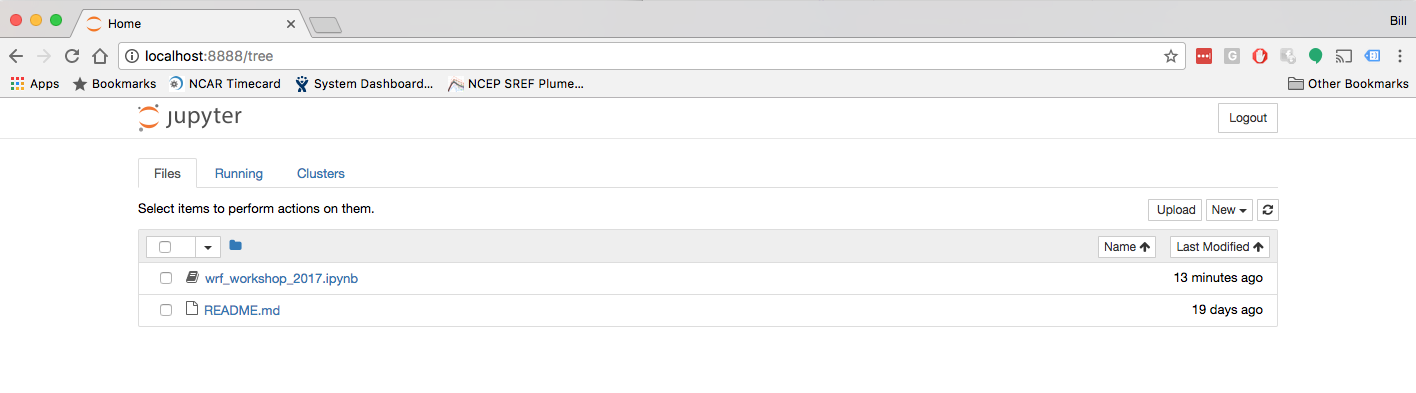 Home
Bill
localhost:8888/tree
Apps Bookmarks NCAR Timecard System Dashboard... NCEP SREF Plume... Other Bookmarks
jupyter
Logout
Files Running Clusters
Select items to perform actions on them.
Upload New
Name Last Modified
wrf_workshop_2017.ipynb 13 minutes ago
README.md 19 days ago